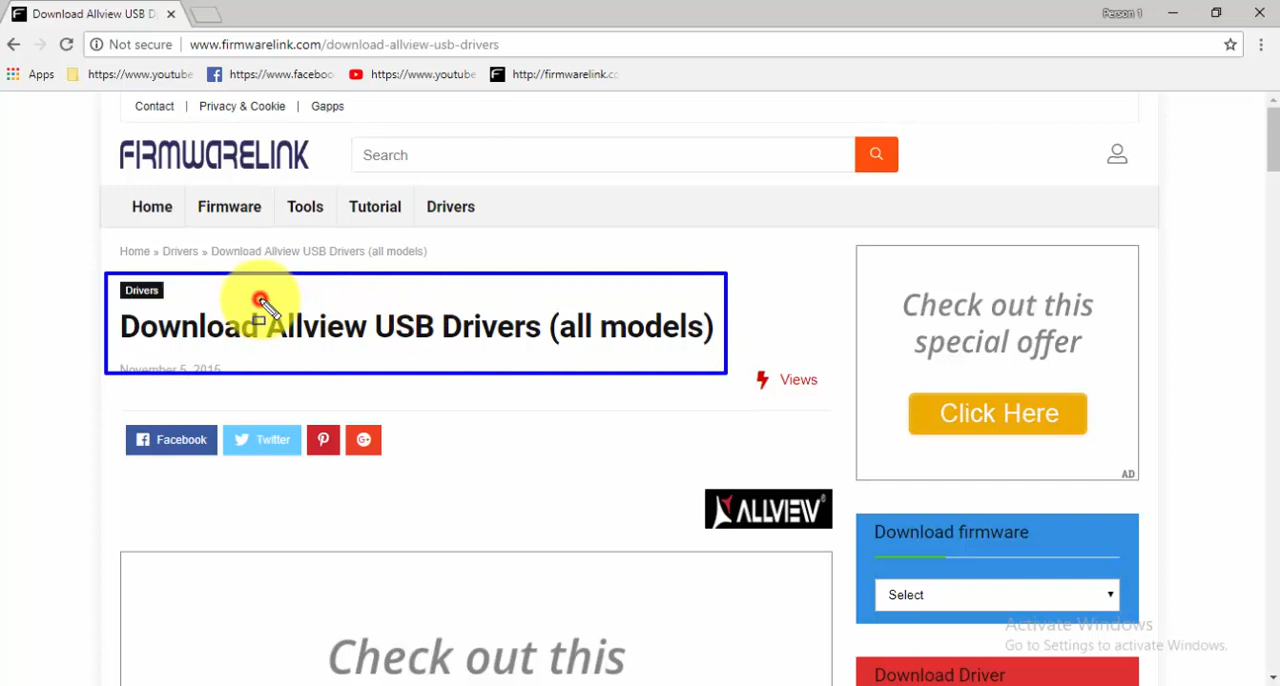 Download Allview USB D
Person 1
Not secure
www.firmwarelink.com/download-allview-usb-drivers
Apps
https://www.youtube
https://www.faceboo
https://www.youtube
http://firmwarelink.co
Contact | Privacy & Cookie | Gapps
FIRMWARELINK
Search
Home
Firmware
Tools
Tutorial
Drivers
Home » Drivers » Download Allview USB Drivers (all models)
Drivers
Download Allview USB Drivers (all models)
November 5, 2016
Views
Facebook
Twitter
ALLVIEW®
Check out this
Check out this
special offer
Click Here
AD
Download firmware
Select
Activate Windows
Go to Settings to activate Windows.
Download Driver